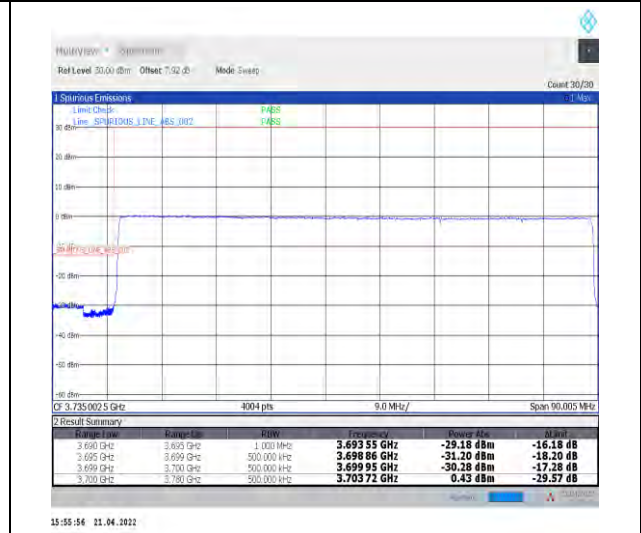 MultiView Spectrum
Ref Level 30.00 dBm Offset 7.92 dB Mode Sweep
Count 30/30
1 Spurious Emissions
Limit Check PASS
Line _SPURIOUS_LINE_ABS_002 PASS
30 dBm
20 dBm
10 dBm
0 dBm
-20 dBm
-30 dBm
-40 dBm
-50 dBm
-60 dBm
CF 3.7350025 GHz 4004 pts 9.0 MHz/ Span 90.005 MHz
2 Result Summary
Range Low Range Up RBW Frequency Power Abs ΔLimit
3.690 GHz 3.695 GHz 1.000 MHz 3.693 55 GHz -29.18 dBm -16.18 dB
3.695 GHz 3.699 GHz 500.000 kHz 3.698 86 GHz -31.20 dBm -18.20 dB
3.699 GHz 3.700 GHz 500.000 kHz 3.699 95 GHz -30.28 dBm -17.28 dB
3.700 GHz 3.780 GHz 500.000 kHz 3.703 72 GHz 0.43 dBm -29.57 dB
15:55:56 21.04.2022